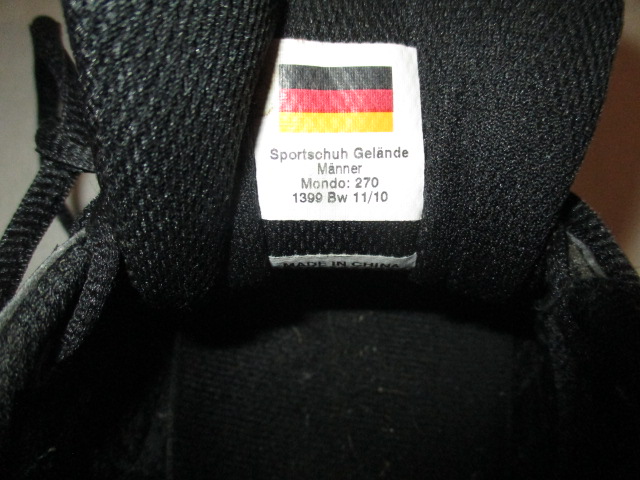 Sportschuh Gelände
Männer
Mondo: 270
1399 Bw 11/10
MADE IN CHINA